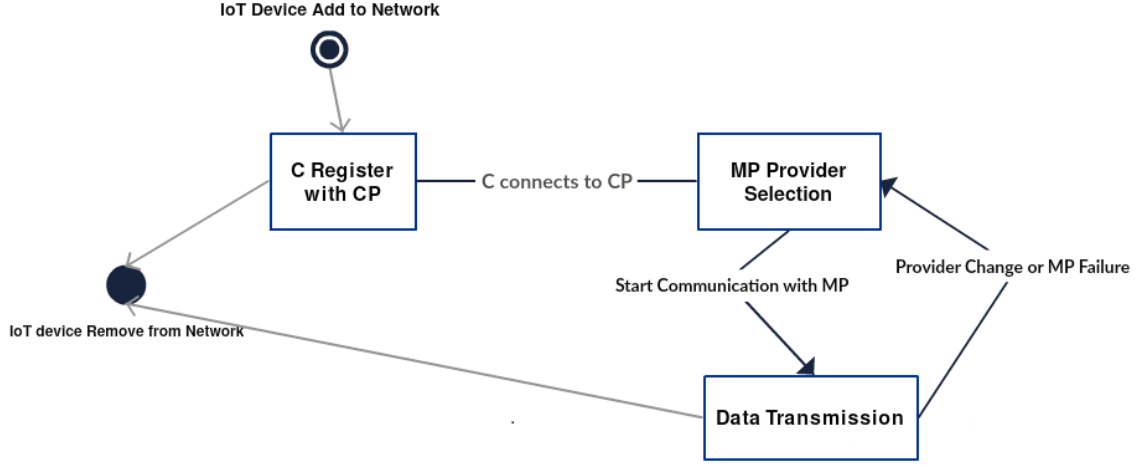 IoT Device Add to Network
C Register
with CP
C connects to CP
MP Provider
Selection
Start Communication with MP
Provider Change or MP Failure
IoT device Remove from Network
Data Transmission